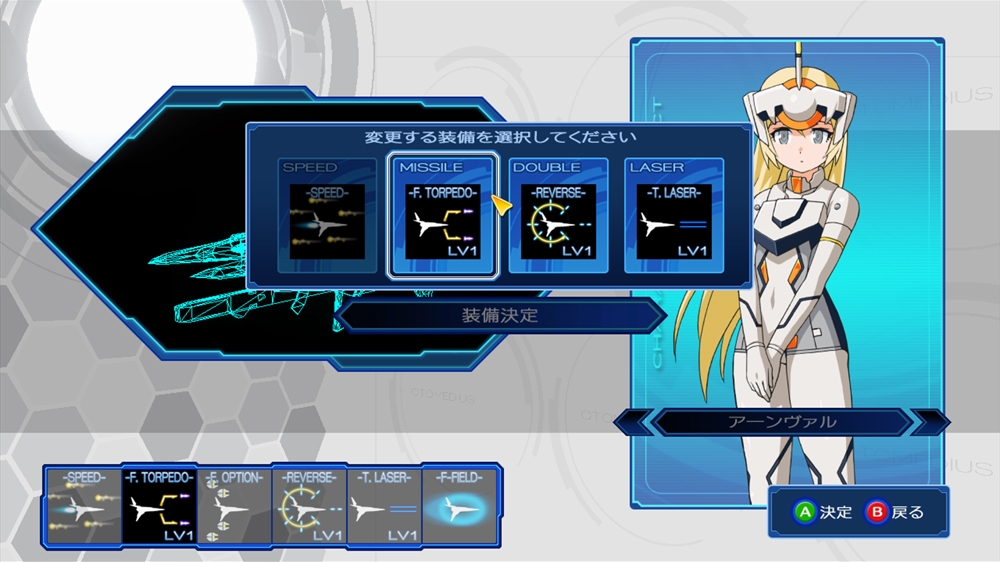 変更する装備を選択してください
SPEED
-SPEED-
MISSILE
-F. TORPEDO-
LV1
DOUBLE
-REVERSE-
LV1
LASER
-T. LASER-
LV1
装備決定
アーンヴァル
-SPEED-
-F. TORPEDO-
LV1
-F. OPTION-
-REVERSE-
LV1
-T. LASER-
LV1
-F-FIELD-
A 決定
B 戻る